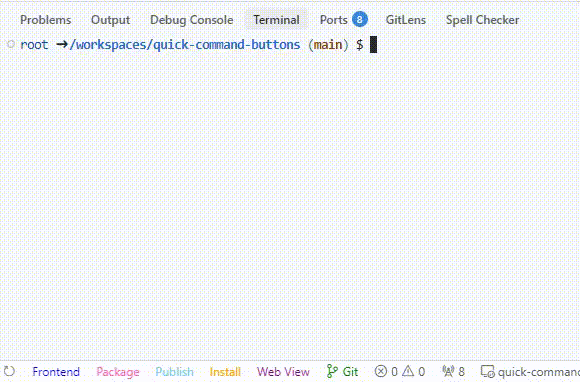 Problems Output Debug Console Terminal Ports 8 GitLens Spell Checker
root ➜/workspaces/quick-command-buttons (main) $
Frontend Package Publish Install Web View Git 0 0 8 quick-command